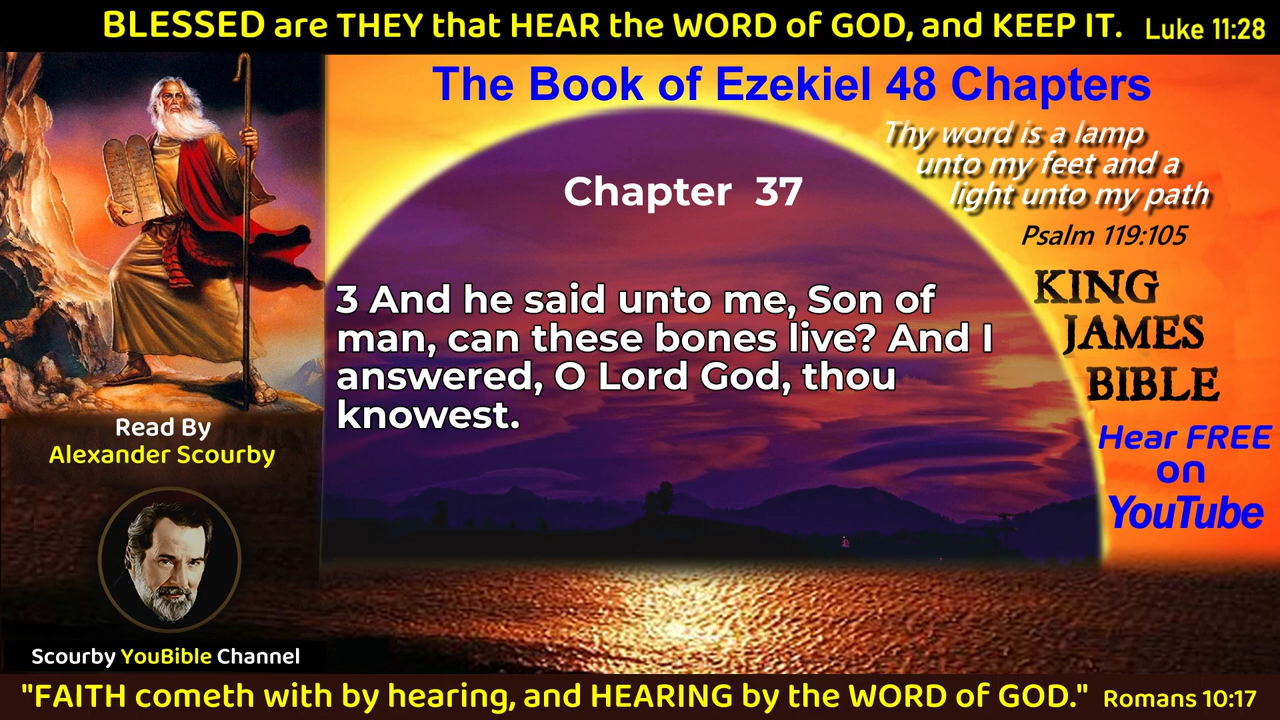 BLESSED are THEY that HEAR the WORD of GOD, and KEEP IT. Luke 11:28
The Book of Ezekiel 48 Chapters
Thy word is a lamp
unto my feet and a
light unto my path
Psalm 119:105
Chapter 37
3 And he said unto me, Son of
man, can these bones live? And I
answered, O Lord God, thou
knowest.
KING
JAMES
BIBLE
Hear FREE
on
YouTube
Read By
Alexander Scourby
Scourby YouBible Channel
"FAITH cometh with by hearing, and HEARING by the WORD of GOD." Romans 10:17